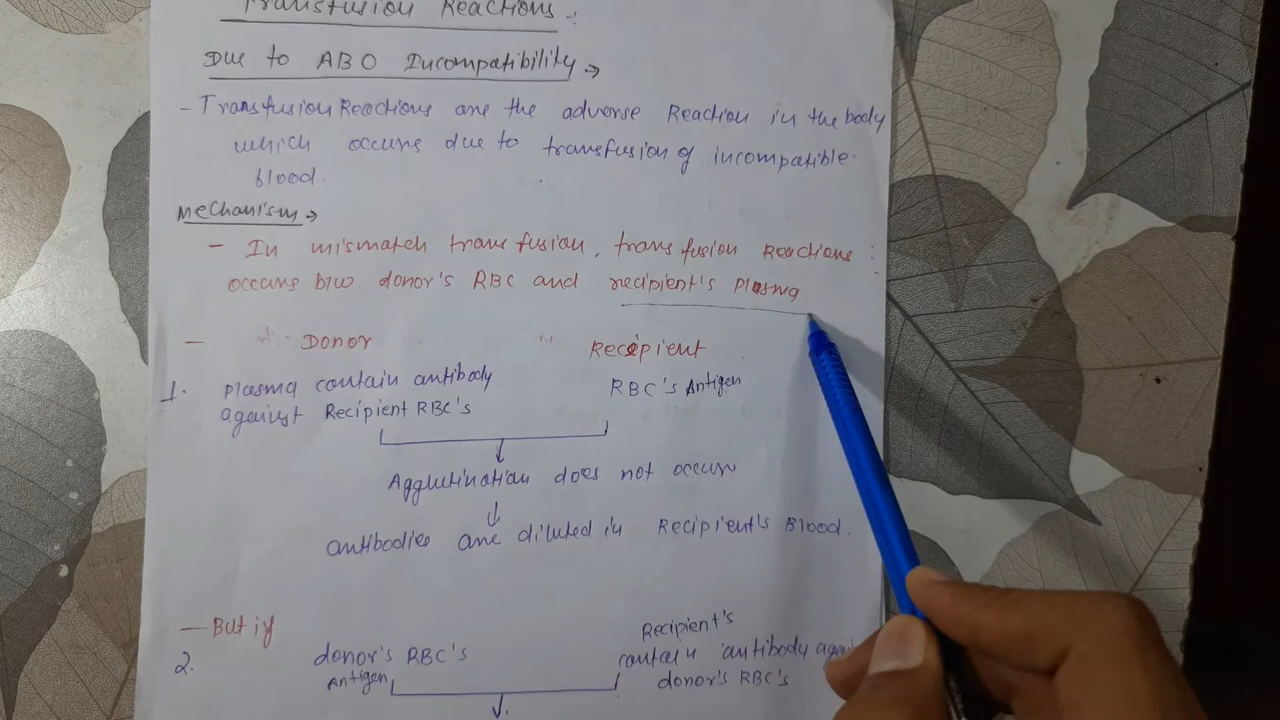 Transfusion Reactions :
Due to ABO Incompatibility →
- Transfusion Reactions are the adverse Reaction in the body
which occurs due to transfusion of incompatible
blood.
Mechanism →
- In mismatch transfusion, transfusion Reactions
occurs b/w donor's RBC and recipient's Plasma
- Donor Recipient
1. Plasma contain antibody RBC's Antigen
against Recipient RBC's
↓
Agglutination does not occur
↓
antibodies are diluted in Recipient's Blood.
- But if
2. donor's RBC's Antigen
Recipient's
contain antibody
donor's RBC's
↓